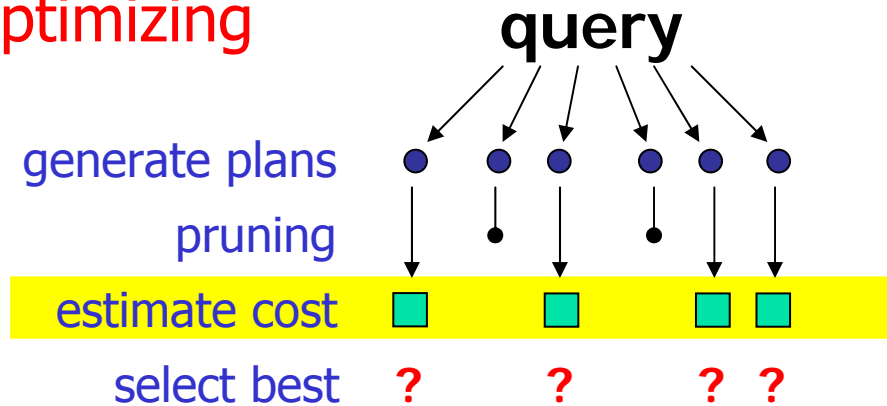 ptimizing
query
generate plans
pruning
estimate cost
select best ? ? ? ?